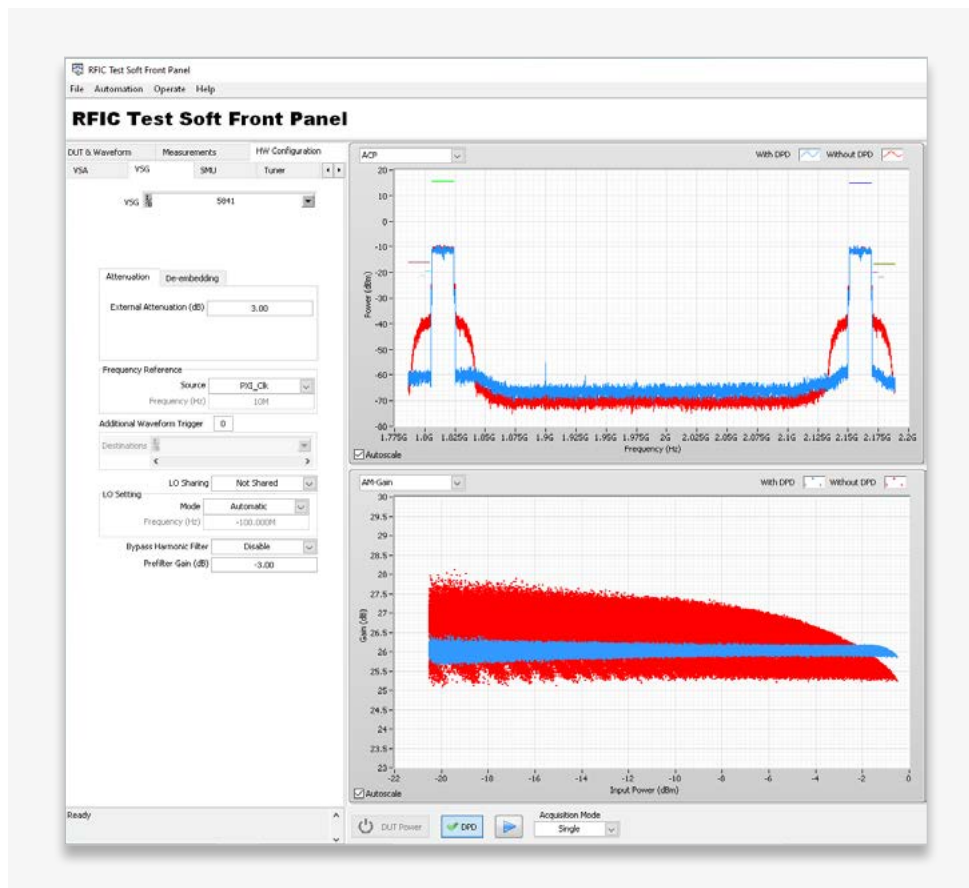 RFIC Test Soft Front Panel
File Automation Operate Help
RFIC Test Soft Front Panel
DUT & Waveform Measurements HW Configuration
VSA VSG SMU Tuner
VSG 5841
Attenuation De-embedding
External Attenuation (dB) 3.00
Frequency Reference
Source PXI_Clk
Frequency (Hz) 10M
Additional Waveform Trigger 0
Destinations
LO Sharing Not Shared
LO Setting
Mode Automatic
Frequency (Hz) -100.000M
Bypass Harmonic Filter Disable
Prefilter Gain (dB) -3.00
Ready
ACP With DPD Without DPD
20
10
0
-10
-20
-30
-40
-50
-60
-70
-80
Power (dBm)
1.775G 1.8G 1.825G 1.85G 1.875G 1.9G 1.925G 1.95G 1.975G 2G 2.025G 2.05G 2.075G 2.1G 2.125G 2.15G 2.175G 2.2G
Frequency (Hz)
Autoscale
AM-Gain With DPD Without DPD
30
29.5
29
28.5
28
27.5
27
26.5
26
25.5
25
24.5
24
23.5
23
Gain (dB)
-22 -20 -18 -16 -14 -12 -10 -8 -6 -4 -2 0
Input Power (dBm)
Autoscale
DUT Power DPD
Acquisition Mode
Single